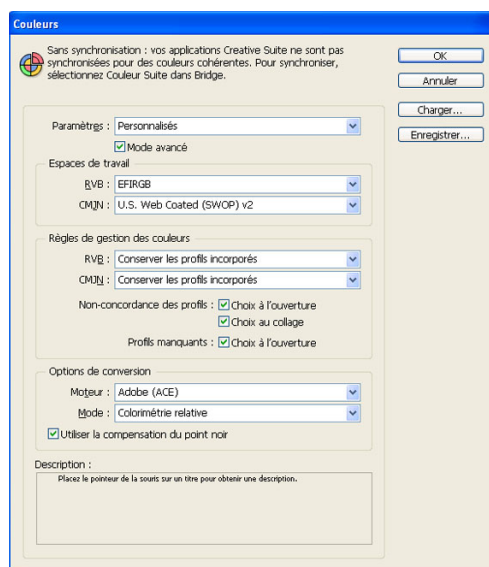 Couleurs
Sans synchronisation : vos applications Creative Suite ne sont pas
synchronisées pour des couleurs cohérentes. Pour synchroniser,
sélectionnez Couleur Suite dans Bridge.
OK
Annuler
Charger...
Enregistrer...
Paramètres : Personnalisés
Mode avancé
Espaces de travail
RVB : EFIRGB
CMJN : U.S. Web Coated (SWOP) v2
Règles de gestion des couleurs
RVB : Conserver les profils incorporés
CMJN : Conserver les profils incorporés
Non-concordance des profils : Choix à l'ouverture
Choix au collage
Profils manquants : Choix à l'ouverture
Options de conversion
Moteur : Adobe (ACE)
Mode : Colorimétrie relative
Utiliser la compensation du point noir
Description :
Placez le pointeur de la souris sur un titre pour obtenir une description.